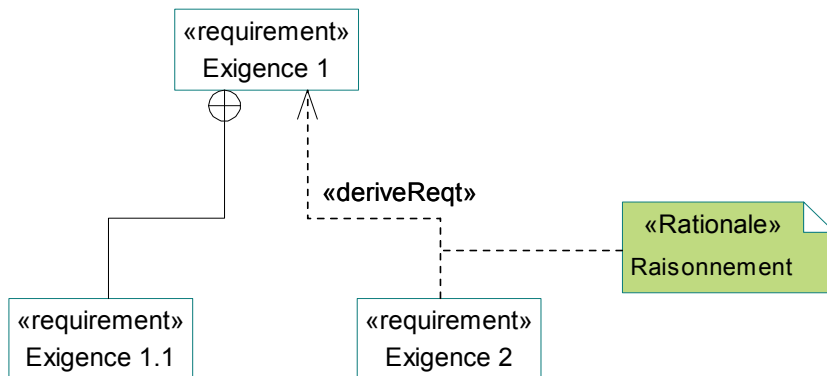 «requirement»
Exigence 1
«deriveReqt»
«Rationale»
Raisonnement
«requirement»
Exigence 1.1
«requirement»
Exigence 2